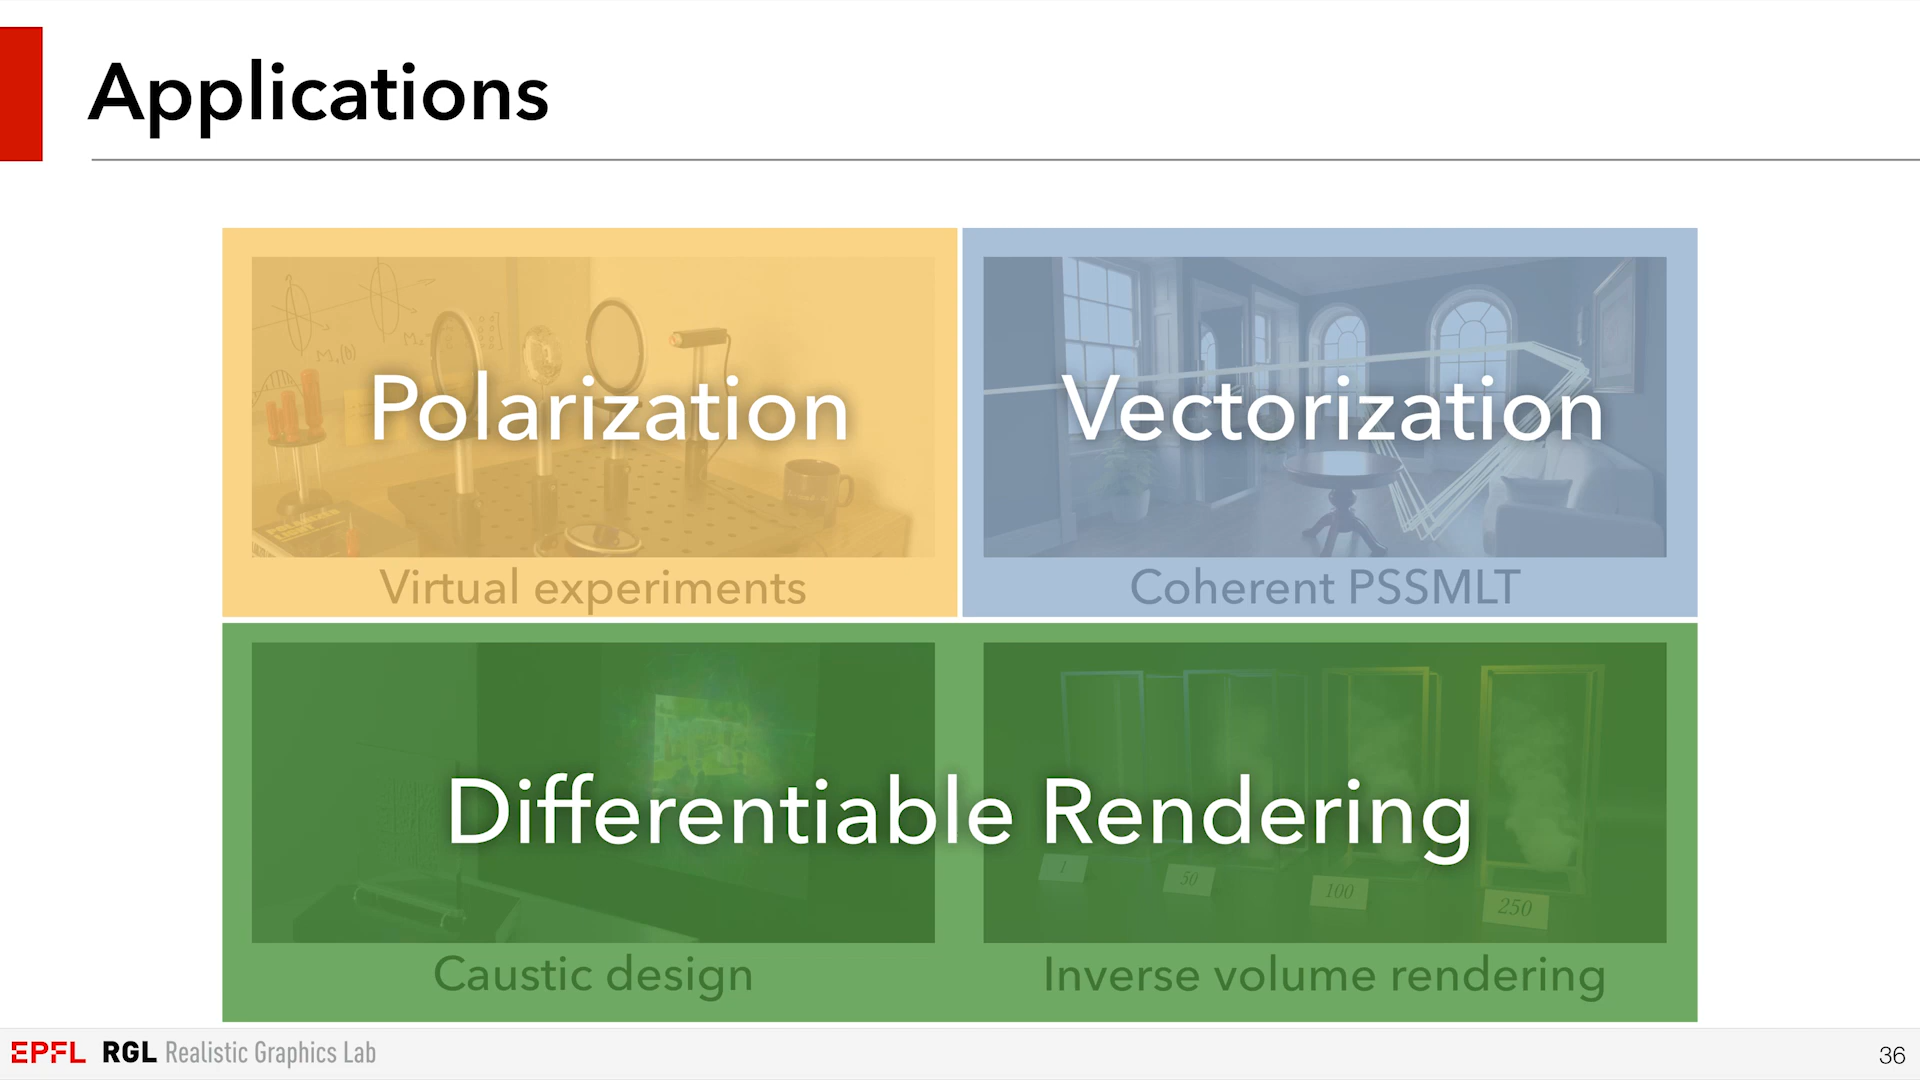 Applications
Polarization
Virtual experiments
Vectorization
Coherent PSSMLT
Differentiable Rendering
1
50
100
250
Caustic design
Inverse volume rendering
EPFL RGL Realistic Graphics Lab
36